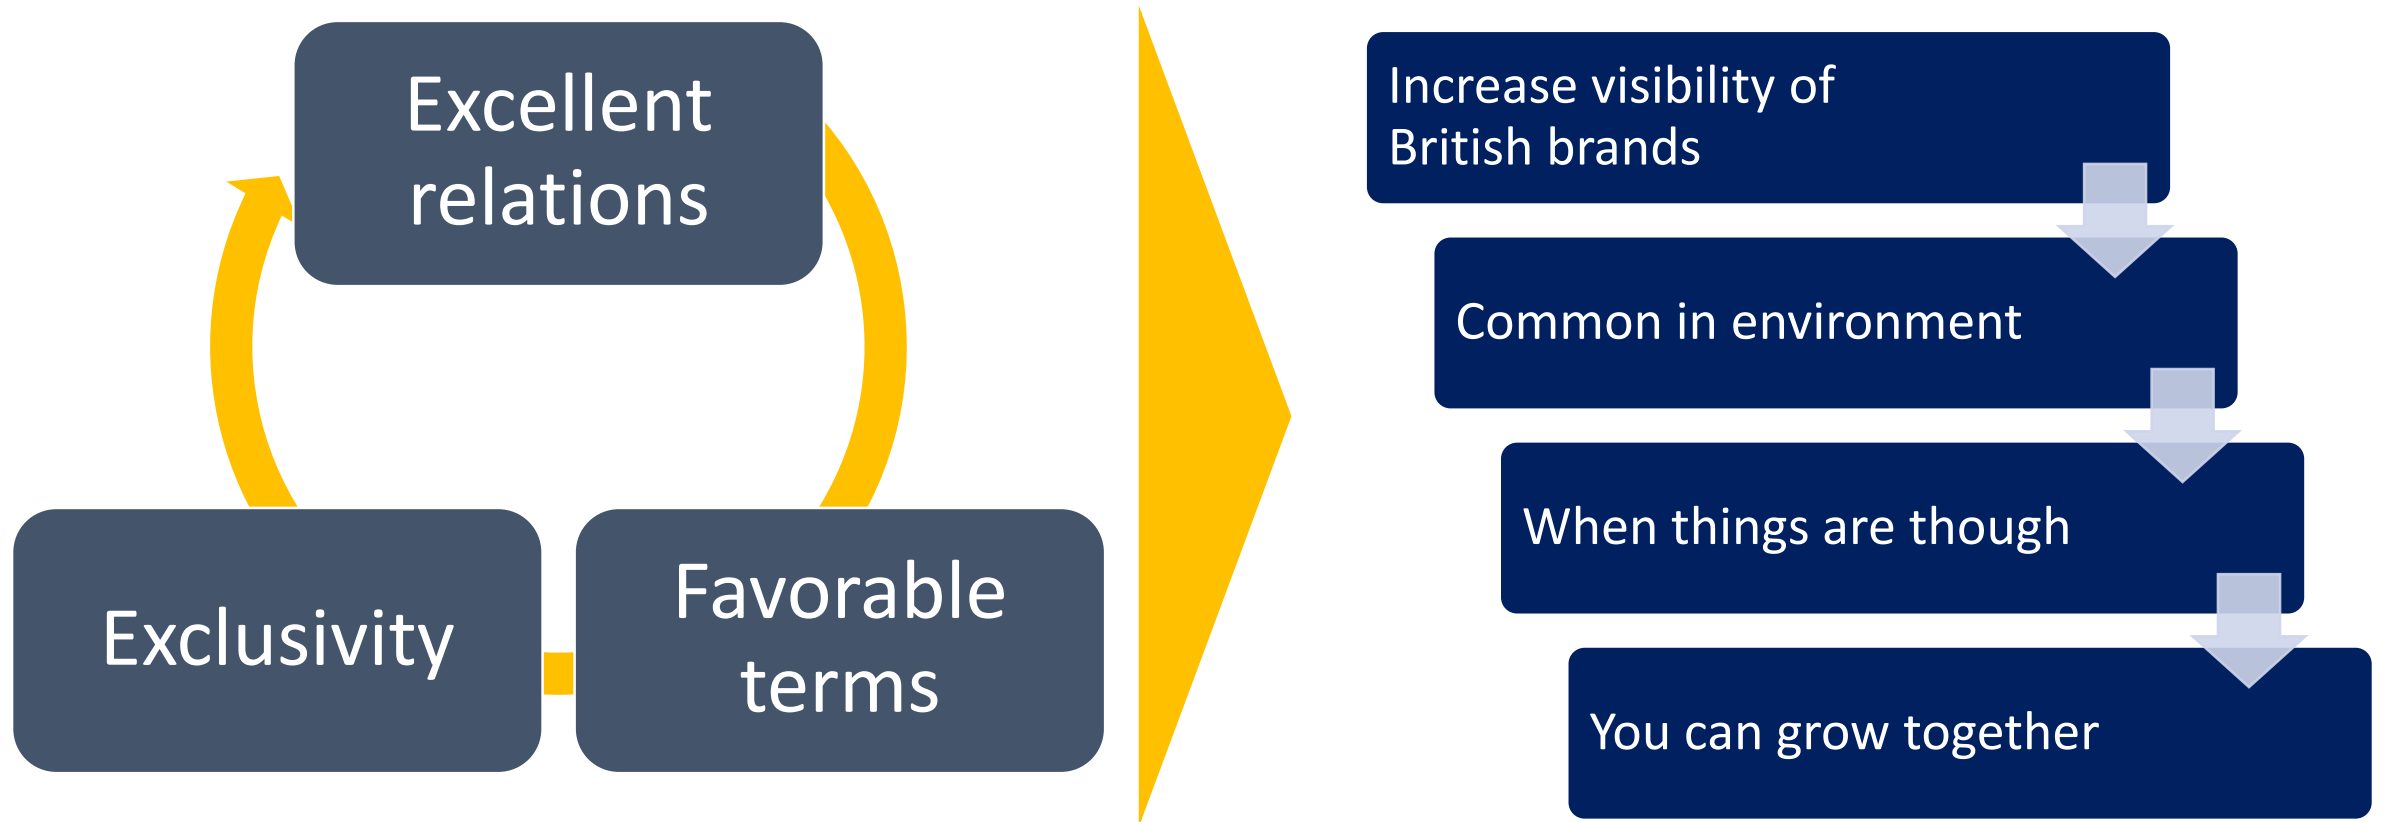 Excellent
relations
Exclusivity
Favorable
terms
Increase visibility of
British brands
Common in environment
When things are though
You can grow together